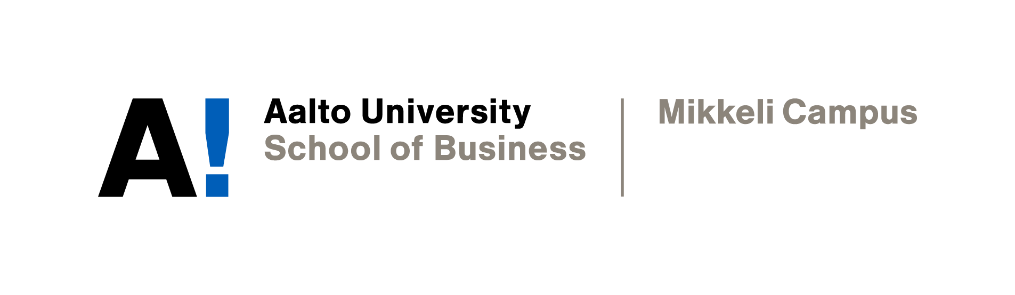 A!
Aalto University
School of Business
Mikkeli Campus